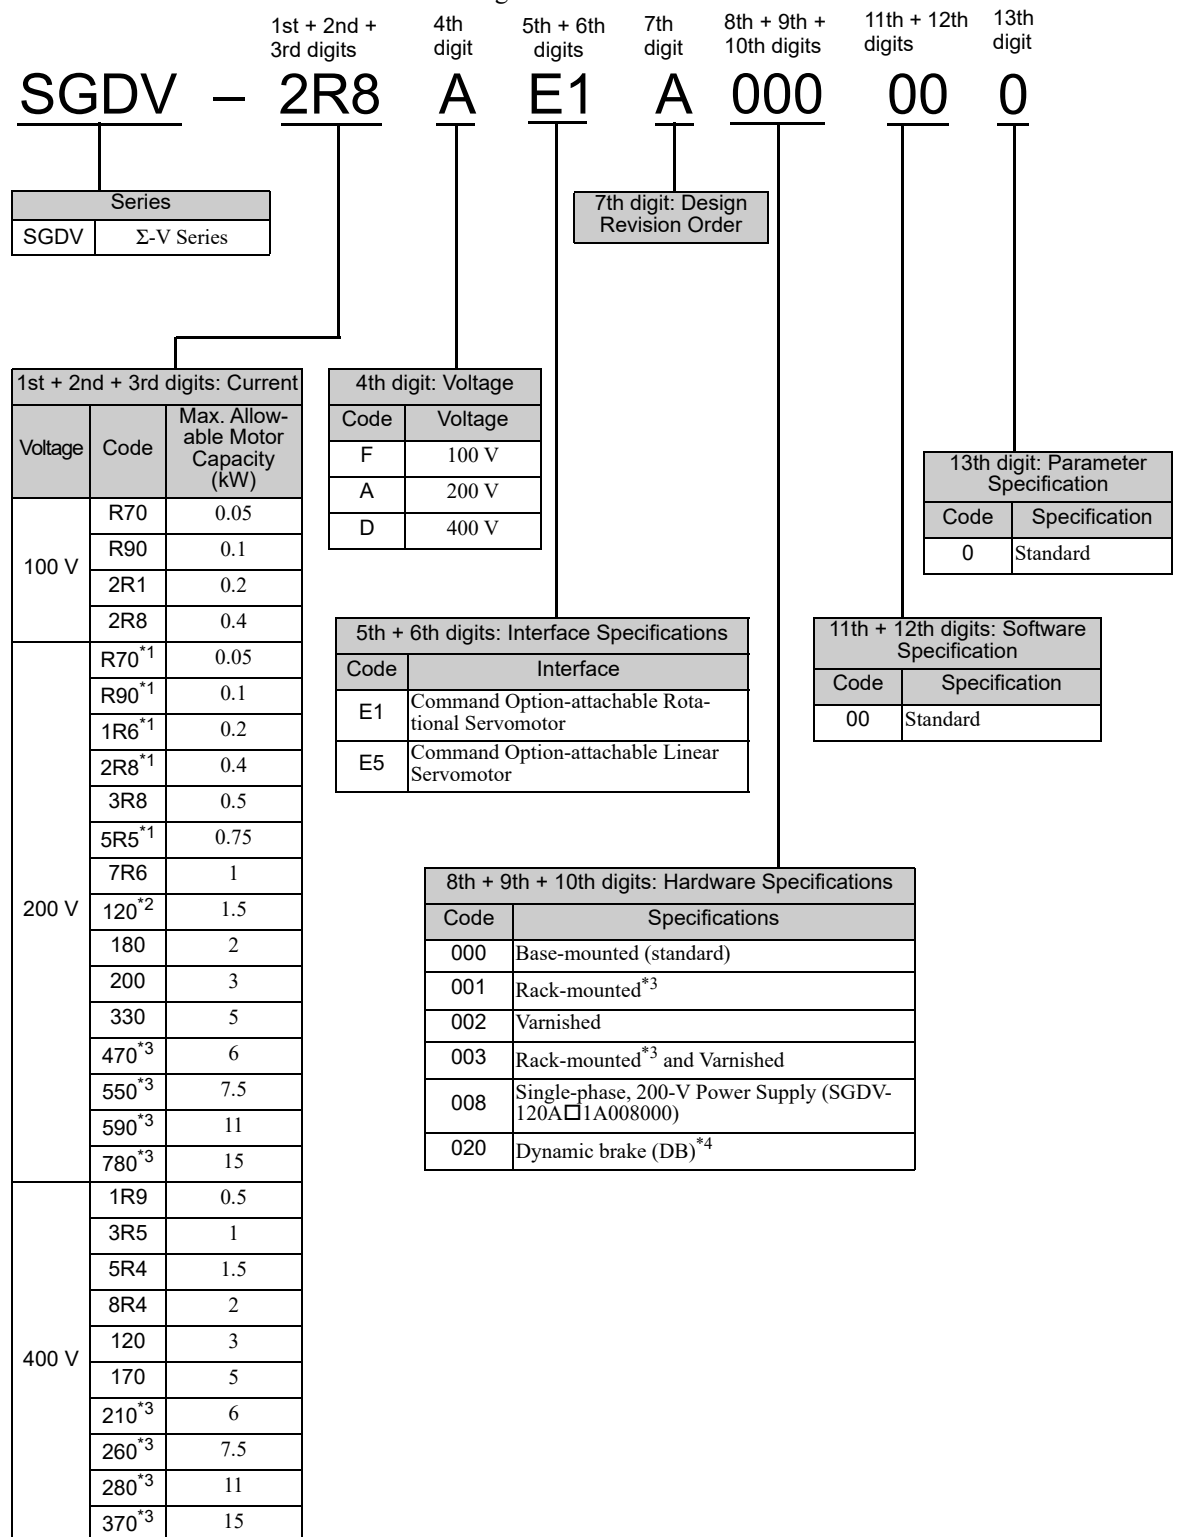 1st + 2nd + 3rd digits
4th digit
5th + 6th digits
7th digit
8th + 9th + 10th digits
11th + 12th digits
13th digit
SGDV – 2R8 A E1 A 000 00 0
Series
SGDV Σ-V Series
7th digit: Design
Revision Order
1st + 2nd + 3rd digits: Current
Voltage Code Max. Allow-
able Motor
Capacity
(kW)
100 V
R70 0.05
R90 0.1
2R1 0.2
2R8 0.4
200 V
R70*1 0.05
R90*1 0.1
1R6*1 0.2
2R8*1 0.4
3R8 0.5
5R5*1 0.75
7R6 1
120*2 1.5
180 2
200 3
330 5
470*3 6
550*3 7.5
590*3 11
780*3 15
400 V
1R9 0.5
3R5 1
5R4 1.5
8R4 2
120 3
170 5
210*3 6
260*3 7.5
280*3 11
370*3 15
4th digit: Voltage
Code Voltage
F 100 V
A 200 V
D 400 V
13th digit: Parameter
Specification
Code Specification
0 Standard
5th + 6th digits: Interface Specifications
Code Interface
E1 Command Option-attachable Rota-
tional Servomotor
E5 Command Option-attachable Linear
Servomotor
11th + 12th digits: Software
Specification
Code Specification
00 Standard
8th + 9th + 10th digits: Hardware Specifications
Code Specifications
000 Base-mounted (standard)
001 Rack-mounted*3
002 Varnished
003 Rack-mounted*3 and Varnished
008 Single-phase, 200-V Power Supply (SGDV-
120A□1A008000)
020 Dynamic brake (DB)*4